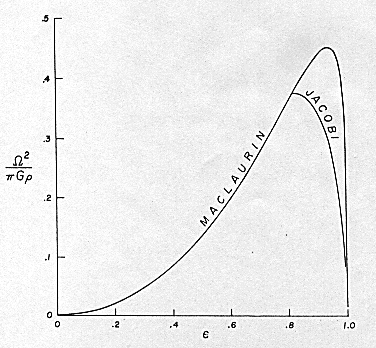 .5
.4
.3
.2
.1
0
Ω²
πGρ
MACLAURIN
JACOBI
0
.2
.4
.6
.8
1.0
e